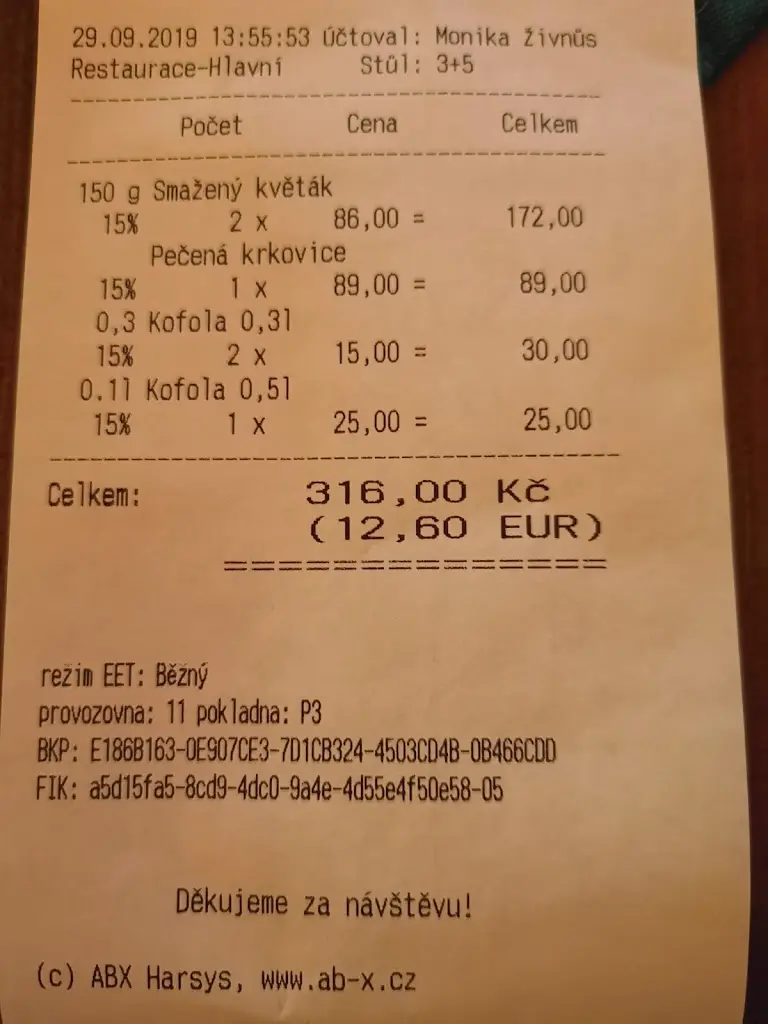 29.09.2019 13:55:53 Účtoval: Monika Živnůs
Restaurace-Hlavní Stůl: 3+5
Počet Cena Celkem
150 g Smažený květák
15% 2 x 86,00 = 172,00
Pečená krkovice
15% 1 x 89,00 = 89,00
0,3 Kofola 0,3l
15% 2 x 15,00 = 30,00
0.1l Kofola 0,5l
15% 1 x 25,00 = 25,00
Celkem: 316,00 Kč
(12,60 EUR)
režim EET: Běžný
provozovna: 11 pokladna: P3
BKP: E186B163-0E907CE3-7D1CB324-4503CD4B-0B466CDD
FIK: a5d15fa5-8cd9-4dc0-9a4e-4d55e4f50e58-05
Děkujeme za návštěvu!
(c) ABX Harsys, www.ab-x.cz